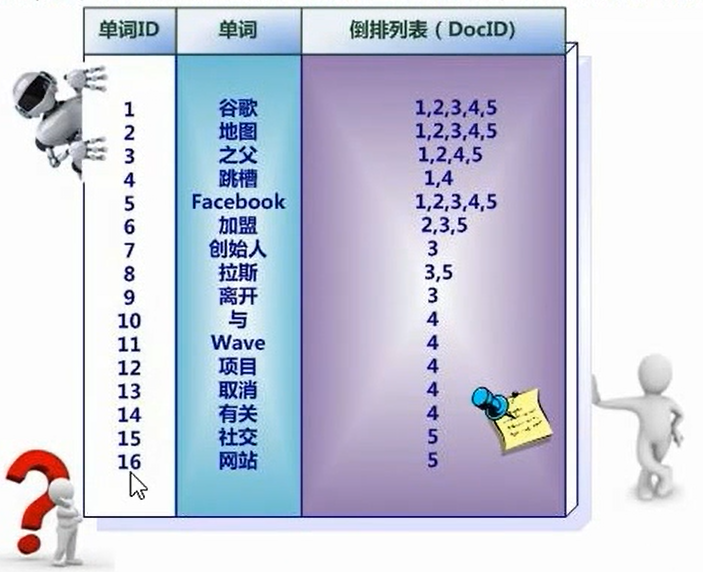 单词ID 单词 倒排列表（DocID)
1 谷歌 1,2,3,4,5
2 地图 1,2,3,4,5
3 之父 1,2,4,5
4 跳槽 1,4
5 Facebook 1,2,3,4,5
6 加盟 2,3,5
7 创始人 3
8 拉斯 3,5
9 离开 3
10 与 4
11 Wave 4
12 项目 4
13 取消 4
14 有关 4
15 社交 5
16 网站 5